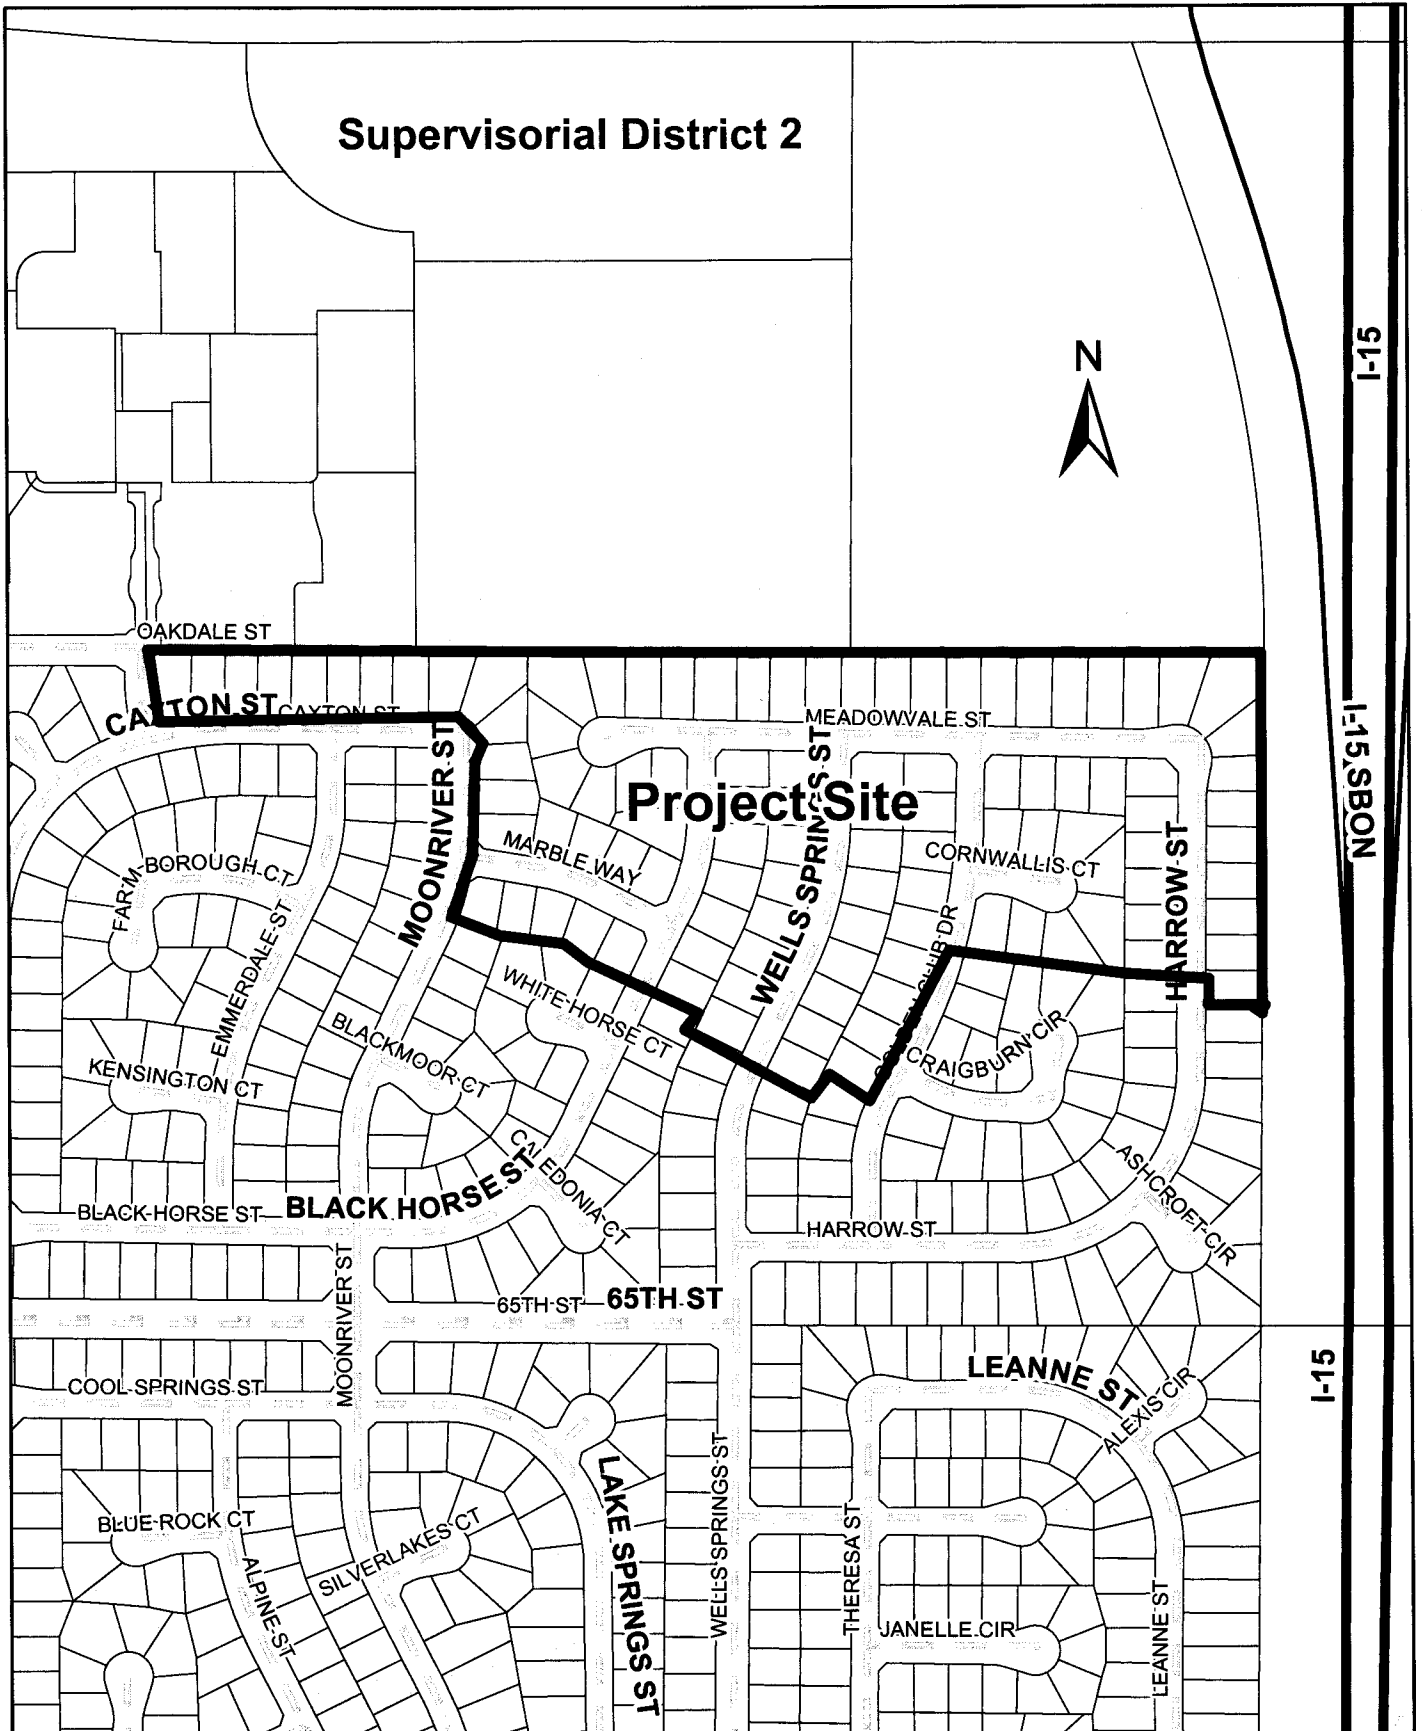 Supervisorial District 2
I-15
N
OAKDALE ST
CAXTON ST
CAXTON ST
MEADOWVALE ST
I-15 SBON
MOONRIVER ST
Project Site
WELLS SPRINGS ST
MARBLE WAY
CORNWALLIS CT
HARROW ST
FARM BOROUGH CT
EMMERDALE ST
WHITE HORSE CT
BLACKMOOR CT
CRAIGBURN CIR
KENSINGTON CT
CALEDONIA CT
ASHCROFT CIR
BLACK HORSE ST
BLACK HORSE ST
HARROW ST
MOONRIVER ST
65TH ST
65TH ST
I-15
LEANNE ST
COOL SPRINGS ST
ALEXIS CIR
LAKE SPRINGS ST
WELLS SPRINGS ST
BLUE ROCK CT
SILVERLAKES CT
THERESA ST
ALPINE ST
JANELLE CIR
LEANNE ST